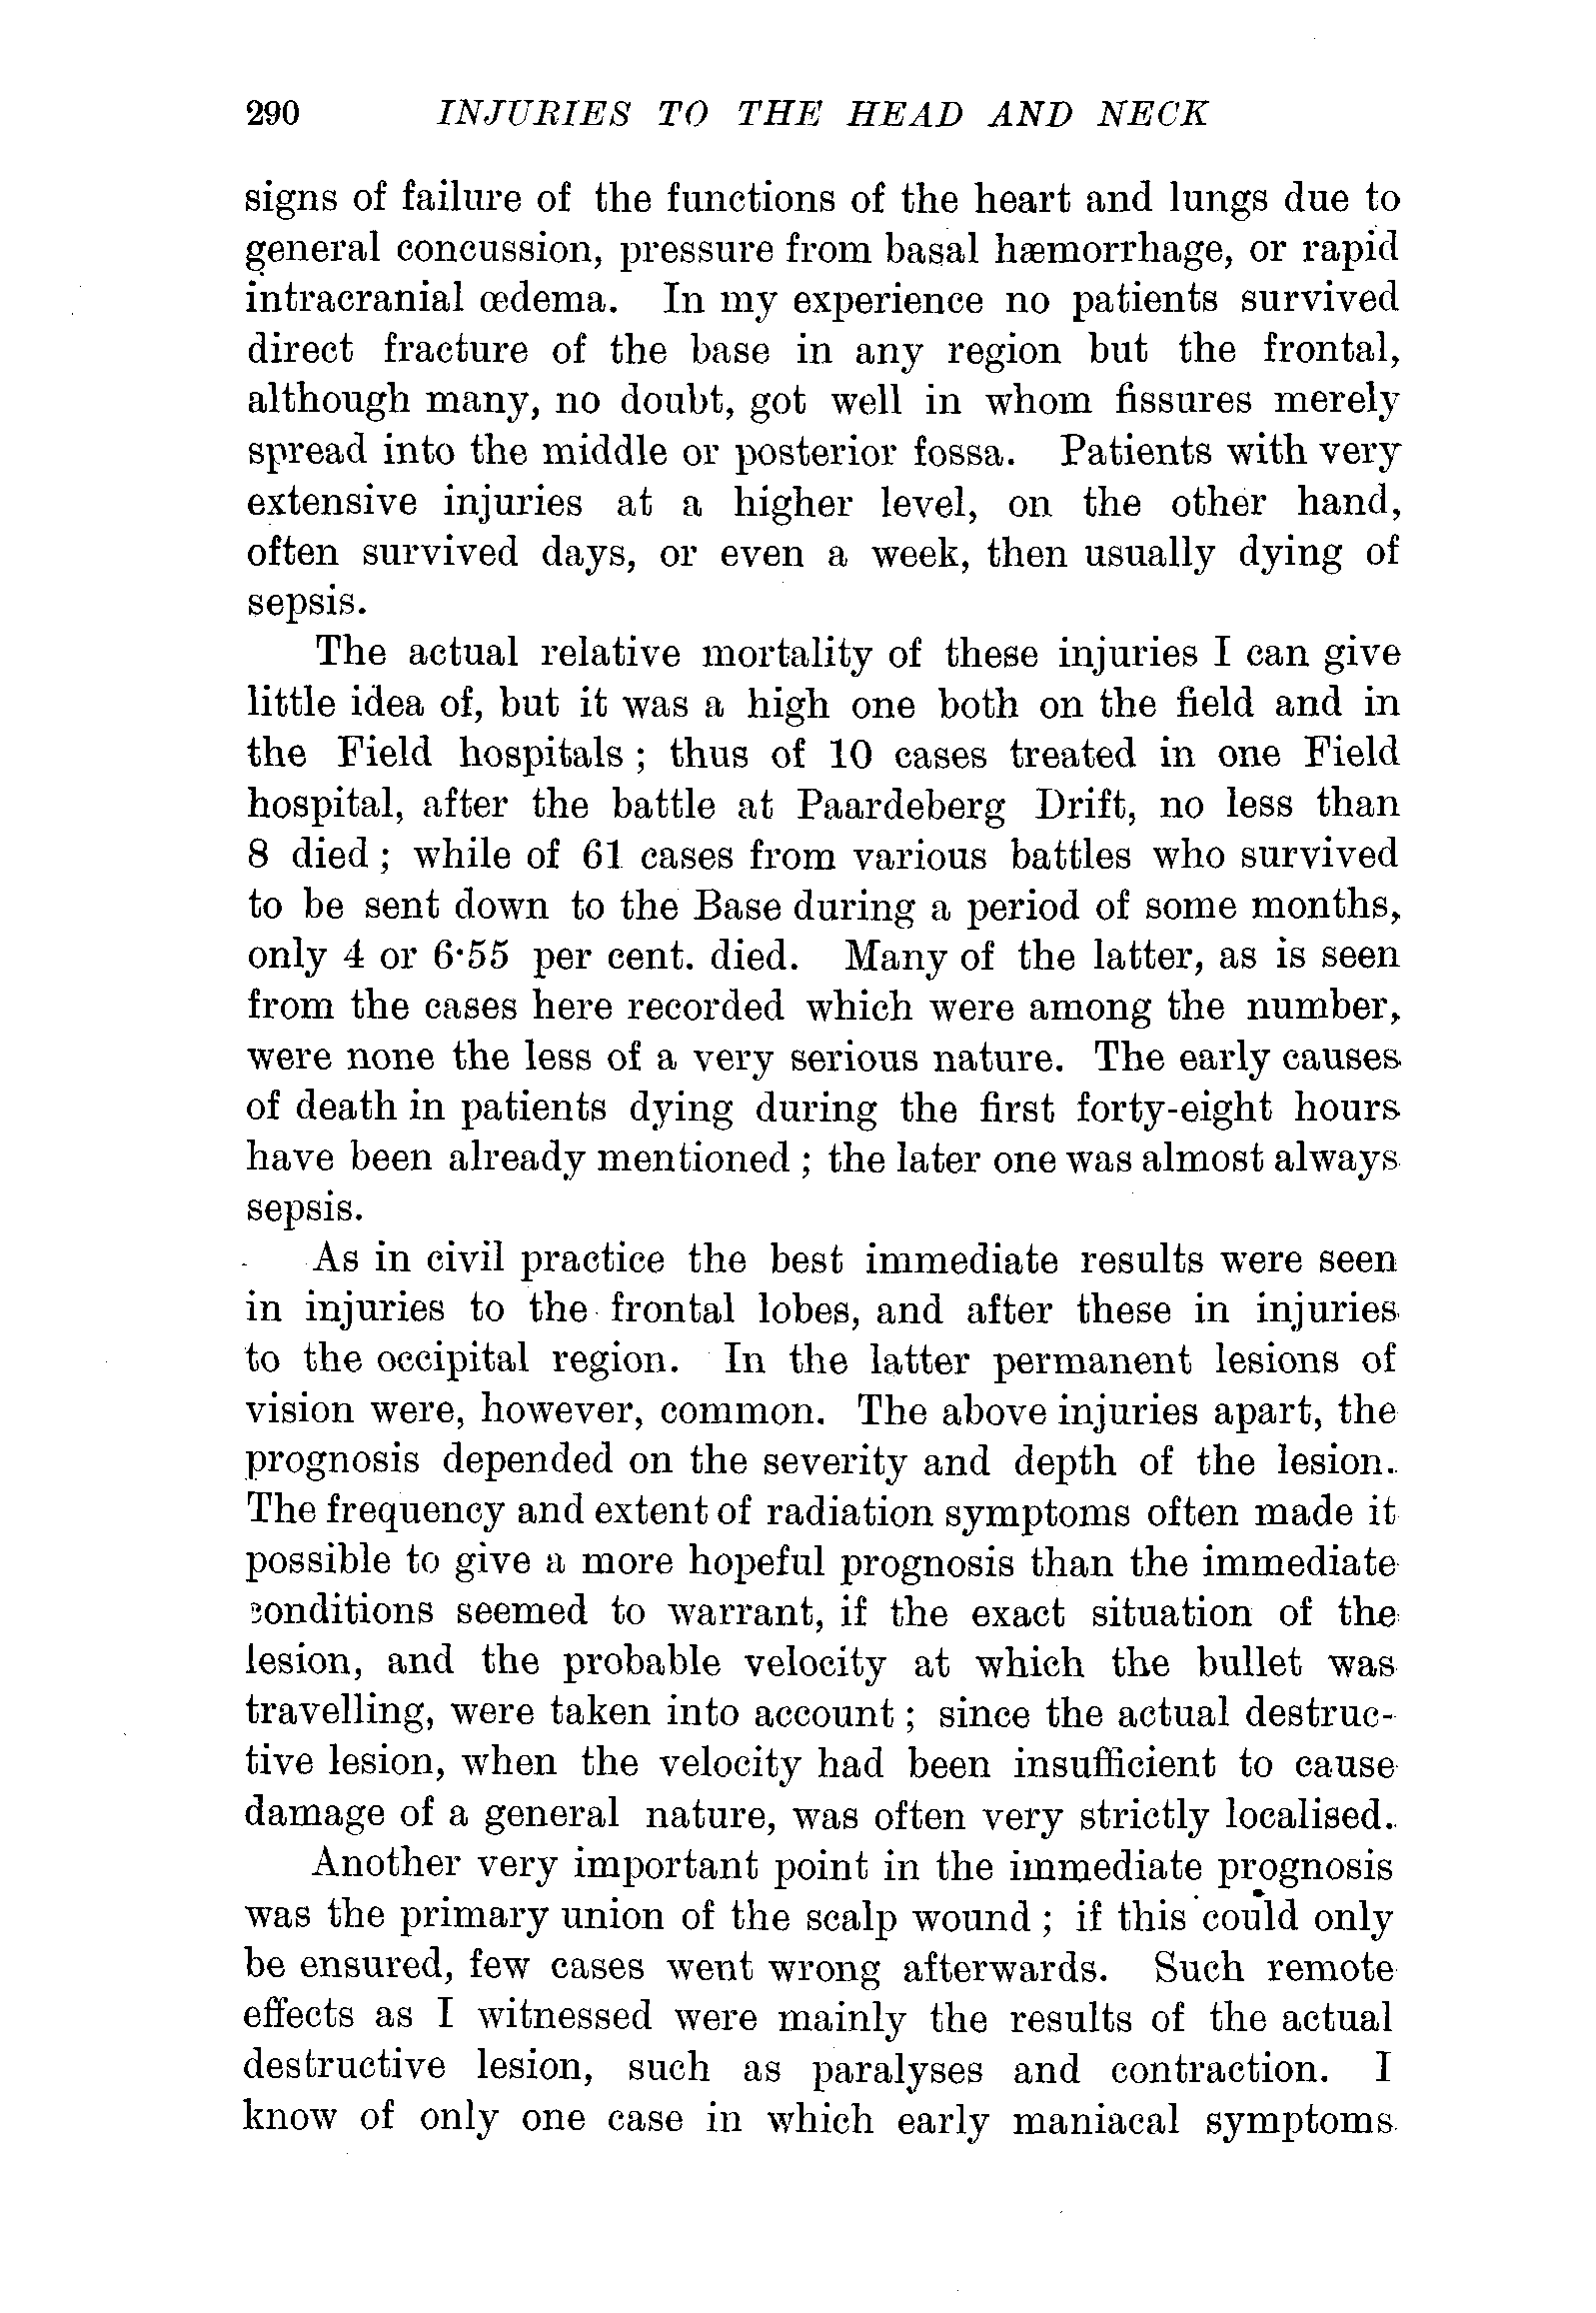 290 INJURIES TO THE HEAD AND NECK
signs of failure of the functions of the heart and lungs due to
general concussion, pressure from basal hæmorrhage, or rapid
intracranial œdema. In my experience no patients survived
direct fracture of the base in any region but the frontal,
although many, no doubt, got well in whom fissures merely
spread into the middle or posterior fossa. Patients with very
extensive injuries at a higher level, on the other hand,
often survived days, or even a week, then usually dying of
sepsis.
The actual relative mortality of these injuries I can give
little idea of, but it was a high one both on the field and in
the Field hospitals ; thus of 10 cases treated in one Field
hospital, after the battle at Paardeberg Drift, no less than
8 died ; while of 61 cases from various battles who survived
to be sent down to the Base during a period of some months,
only 4 or 6·55 per cent. died. Many of the latter, as is seen
from the cases here recorded which were among the number,
were none the less of a very serious nature. The early causes
of death in patients dying during the first forty-eight hours
have been already mentioned ; the later one was almost always
sepsis.
As in civil practice the best immediate results were seen
in injuries to the frontal lobes, and after these in injuries
to the occipital region. In the latter permanent lesions of
vision were, however, common. The above injuries apart, the
prognosis depended on the severity and depth of the lesion.
The frequency and extent of radiation symptoms often made it
possible to give a more hopeful prognosis than the immediate
conditions seemed to warrant, if the exact situation of the
lesion, and the probable velocity at which the bullet was
travelling, were taken into account ; since the actual destruc-
tive lesion, when the velocity had been insufficient to cause
damage of a general nature, was often very strictly localised.
Another very important point in the immediate prognosis
was the primary union of the scalp wound ; if this could only
be ensured, few cases went wrong afterwards. Such remote
effects as I witnessed were mainly the results of the actual
destructive lesion, such as paralyses and contraction. I
know of only one case in which early maniacal symptoms